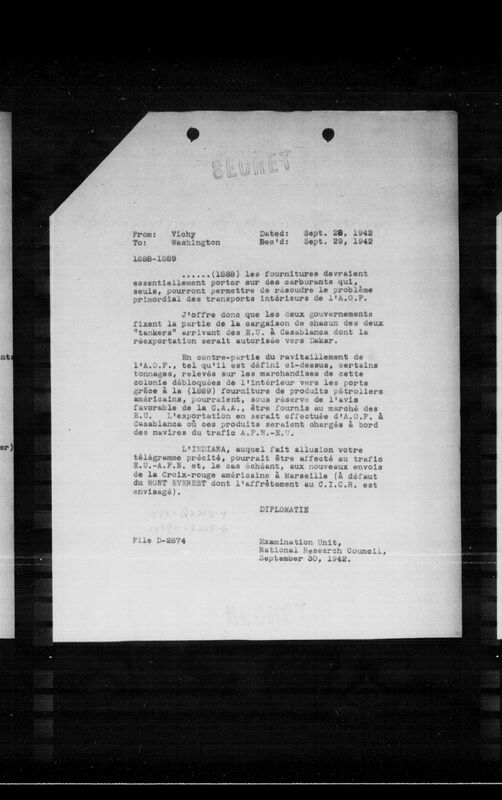 SECRET
From: Vichy Dated: Sept. 28, 1942
To: Washington Rec'd: Sept. 29, 1942
1888-1889
......(1888) les fournitures devraient
essentiellement porter sur des carburants qui,
seuls, pourront permettre de résoudre le problème
primordial des transports intérieurs de l'A.O.F.
J'offre donc que les deux gouvernements
fixent la partie de la cargaison de chacun des deux
"tankers" arrivant des E.U. à Casablanca dont la
réexportation serait autorisée vers Dakar.
En contre-partie du ravitaillement de
l'A.O.F., tel qu'il est défini ci-dessus, certains
tonnages, relevés sur les marchandises de cette
colonie débloquées de l'intérieur vers les ports
grâce à la (1889) fourniture de produits pétroliers
américains, pourraient, sous réserve de l'avis
favorable de la C.A.A., être fournis au marché des
E.U. L'exportation en serait effectuée d'A.O.F. à
Casablanca où ces produits seraient chargés à bord
des navires du trafic A.F.N-E.U.
L'INDIANA, auquel fait allusion votre
télégramme précité, pourrait être affecté au trafic
E.U.-A.F.N. et, le cas échéant, aux nouveaux envois
de la Croix-rouge américaine à Marseille (à défaut
du MONT EVEREST dont l'affrètement au C.I.C.R. est
envisagé).
DIPLOMATIE
File D-2874 Examination Unit,
National Research Council,
September 30, 1942.
SECRET
er)